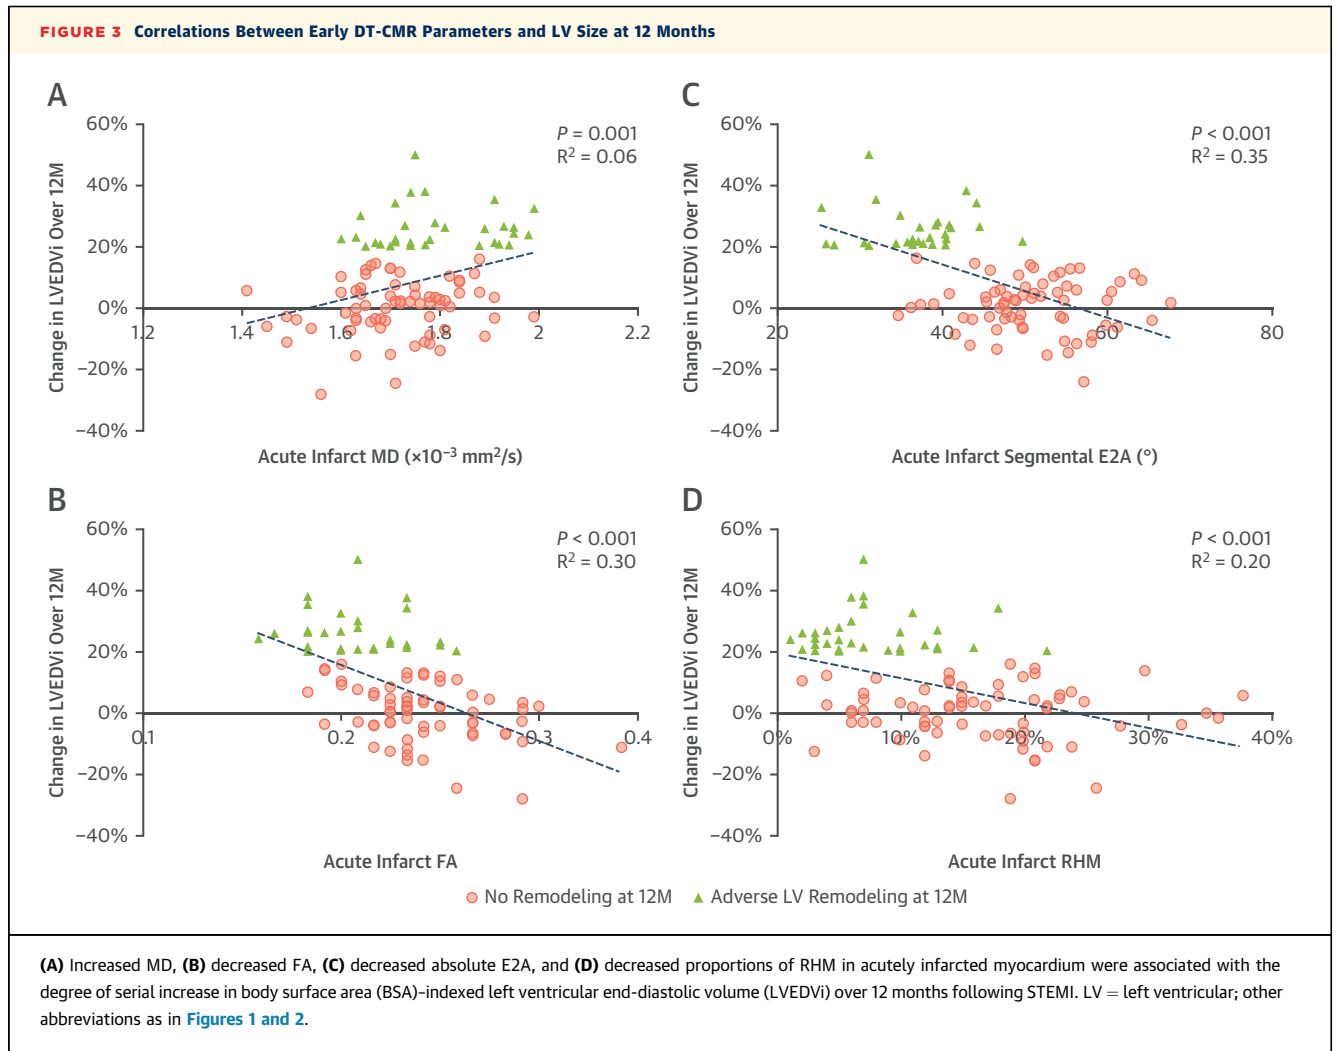 FIGURE 3 Correlations Between Early DT-CMR Parameters and LV Size at 12 Months
A
60%
40%
20%
0%
−20%
−40%
Change in LVEDVi Over 12M
P = 0.001
R² = 0.06
1.2 1.4 1.6 1.8 2 2.2
Acute Infarct MD (×10⁻³ mm²/s)
C
60%
40%
20%
0%
−20%
−40%
Change in LVEDVi Over 12M
P < 0.001
R² = 0.35
20 40 60 80
Acute Infarct Segmental E2A (°)
B
60%
40%
20%
0%
−20%
−40%
Change in LVEDVi Over 12M
P < 0.001
R² = 0.30
0.1 0.2 0.3 0.4
Acute Infarct FA
D
60%
40%
20%
0%
−20%
−40%
Change in LVEDVi Over 12M
P < 0.001
R² = 0.20
0% 10% 20% 30% 40%
Acute Infarct RHM
No Remodeling at 12M Adverse LV Remodeling at 12M
(A) Increased MD, (B) decreased FA, (C) decreased absolute E2A, and (D) decreased proportions of RHM in acutely infarcted myocardium were associated with the
degree of serial increase in body surface area (BSA)–indexed left ventricular end-diastolic volume (LVEDVi) over 12 months following STEMI. LV = left ventricular; other
abbreviations as in Figures 1 and 2.